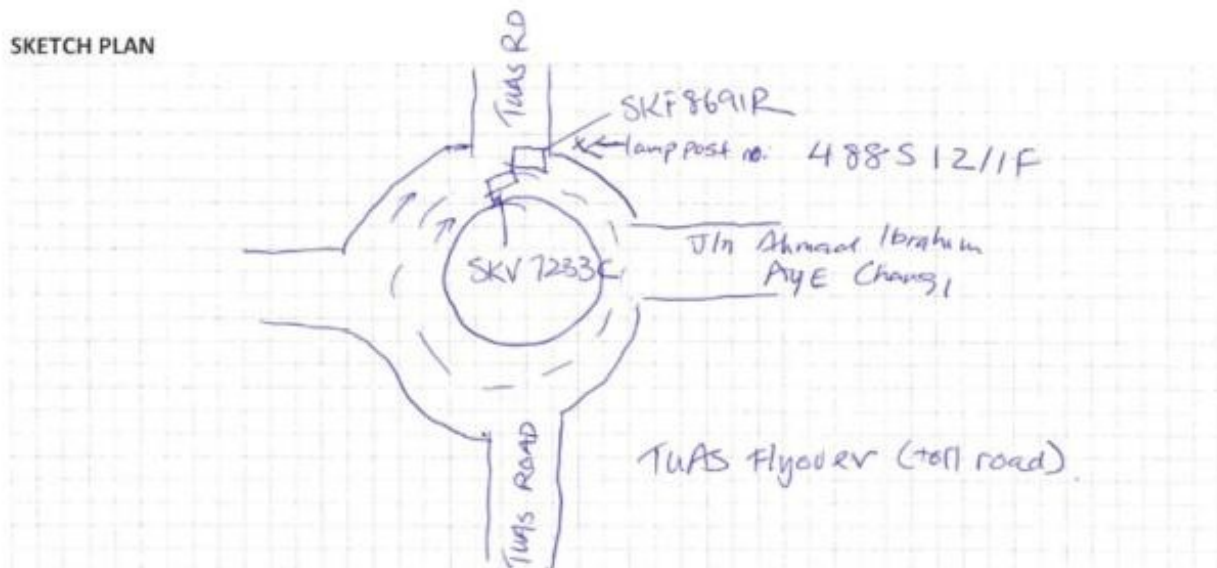 SKETCH PLAN
TUAS RD
SKF8691R
lamp post no. 488S12/1F
Jln Ahmad Ibrahim
AYE Changi
SKV7233C
TUAS Flyover (toll road)
TUAS ROAD